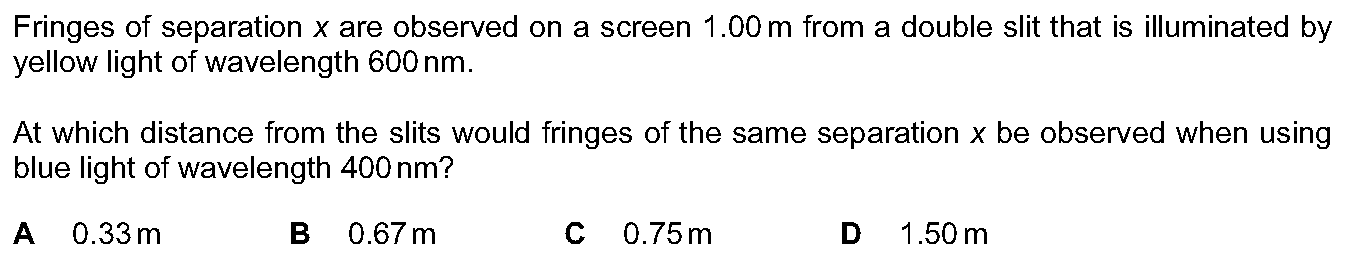 Fringes of separation x are observed on a screen 1.00 m from a double slit that is illuminated by
yellow light of wavelength 600 nm.
At which distance from the slits would fringes of the same separation x be observed when using
blue light of wavelength 400 nm?
A 0.33 m B 0.67 m C 0.75 m D 1.50 m